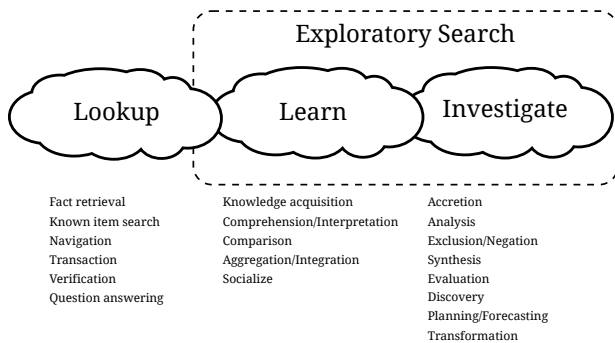 Exploratory Search
Lookup
Learn
Investigate
Fact retrieval
Known item search
Navigation
Transaction
Verification
Question answering
Knowledge acquisition
Comprehension/Interpretation
Comparison
Aggregation/Integration
Socialize
Accretion
Analysis
Exclusion/Negation
Synthesis
Evaluation
Discovery
Planning/Forecasting
Transformation